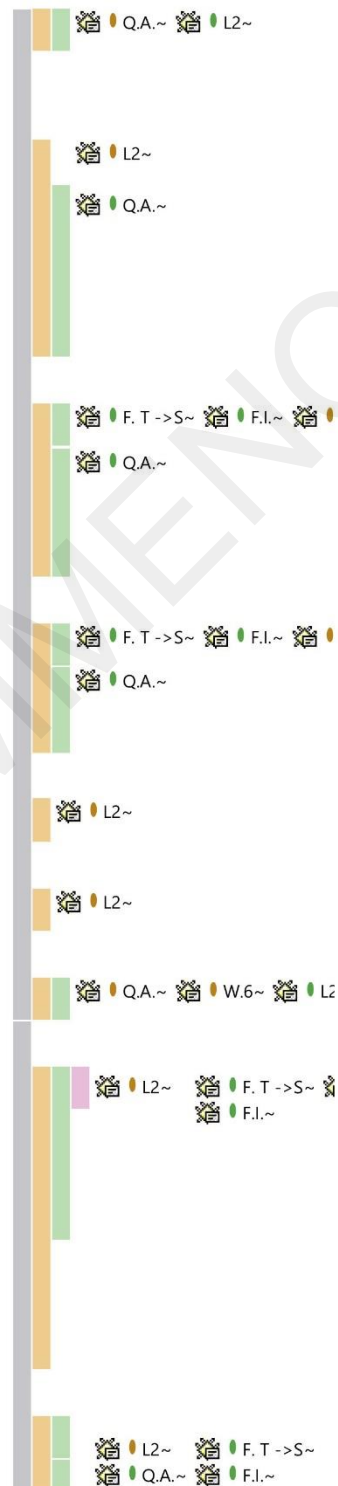 Q.A.~ L2~
L2~
Q.A.~
F. T ->S~ F.I.~
Q.A.~
F. T ->S~ F.I.~
Q.A.~
L2~
L2~
Q.A.~ W.6~ L2
L2~ F. T ->S~
F.I.~
L2~ F. T ->S~
Q.A.~ F.I.~